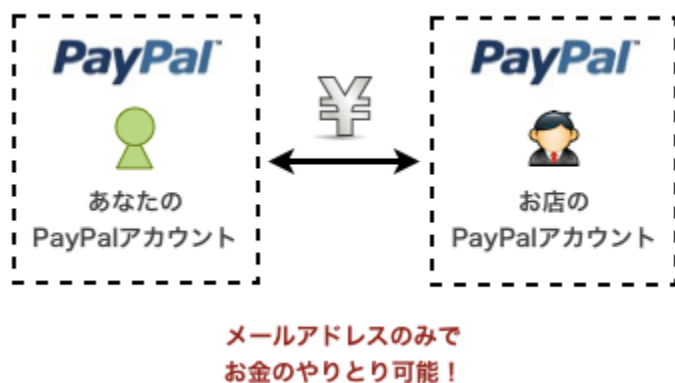 PayPal™
PayPal
¥
あなたの
PayPalアカウント
お店の
PayPalアカウント
メールアドレスのみで
お金のやりとり可能！